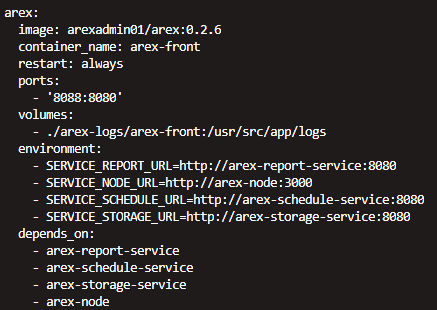 arex:
  image: arexadmin01/arex:0.2.6
  container_name: arex-front
  restart: always
  ports:
    - '8088:8080'
  volumes:
    - ./arex-logs/arex-front:/usr/src/app/logs
  environment:
    - SERVICE_REPORT_URL=http://arex-report-service:8080
    - SERVICE_NODE_URL=http://arex-node:3000
    - SERVICE_SCHEDULE_URL=http://arex-schedule-service:8080
    - SERVICE_STORAGE_URL=http://arex-storage-service:8080
  depends_on:
    - arex-report-service
    - arex-schedule-service
    - arex-storage-service
    - arex-node